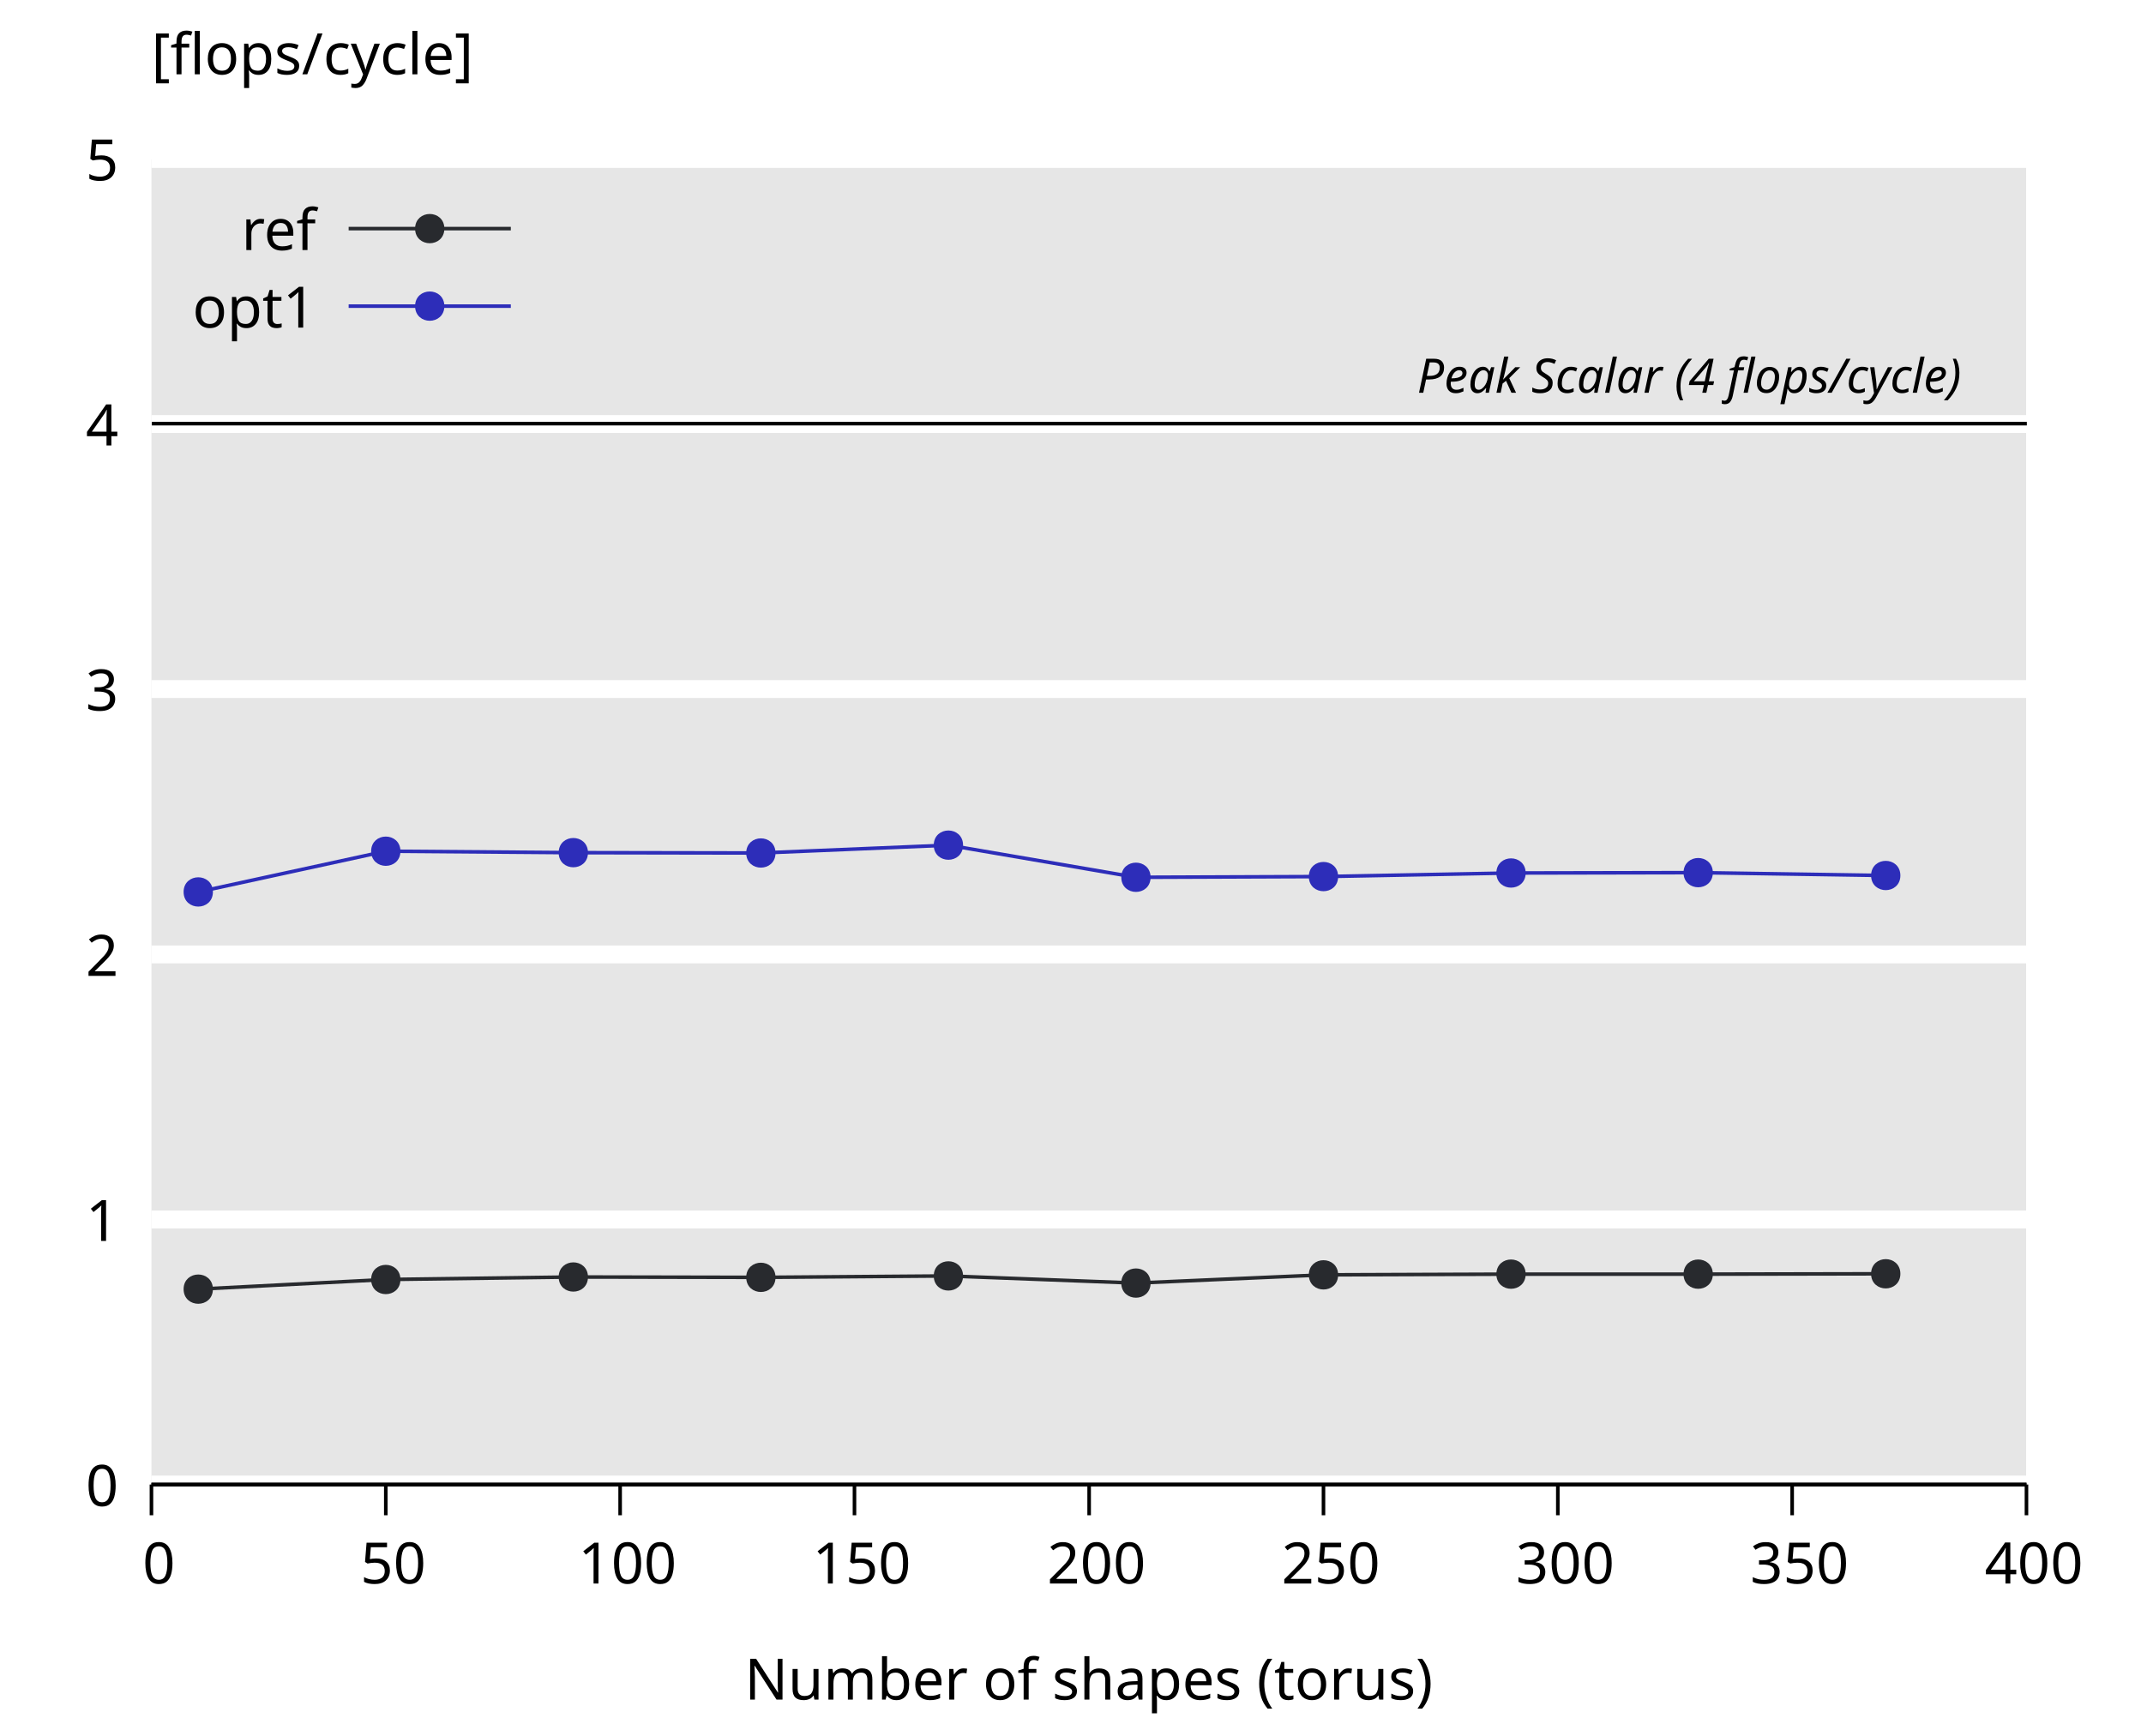 [flops/cycle]
5
ref
opt1
Peak Scalar (4 flops/cycle)
4
3
2
1
0
0 50 100 150 200 250 300 350 400
Number of shapes (torus)